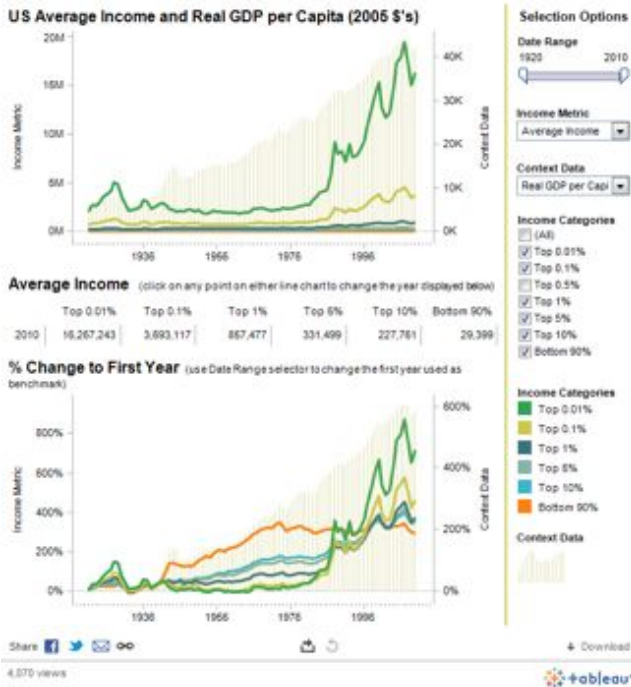 US Average Income and Real GDP per Capita (2005 $'s)
20M
15M
10M
5M
0M
Income Metric
40K
30K
20K
10K
0K
Context Data
1936 1956 1976 1996
Average Income (click on any point on either line chart to change the year displayed below)
Top 0.01% Top 0.1% Top 1% Top 5% Top 10% Bottom 90%
2010 16,267,243 3,693,117 867,477 331,499 227,761 29,399
% Change to First Year (use Date Range selector to change the first year used as
benchmark)
800%
600%
400%
200%
0%
Income Metric
600%
400%
200%
0%
Context Data
1936 1956 1976 1996
Selection Options
Date Range
1920 2010
Income Metric
Average Income
Context Data
Real GDP per Capi
Income Categories
(All)
Top 0.01%
Top 0.1%
Top 0.5%
Top 1%
Top 5%
Top 10%
Bottom 90%
Income Categories
Top 0.01%
Top 0.1%
Top 1%
Top 5%
Top 10%
Bottom 90%
Context Data
Share
Download
4,070 views
+ableau